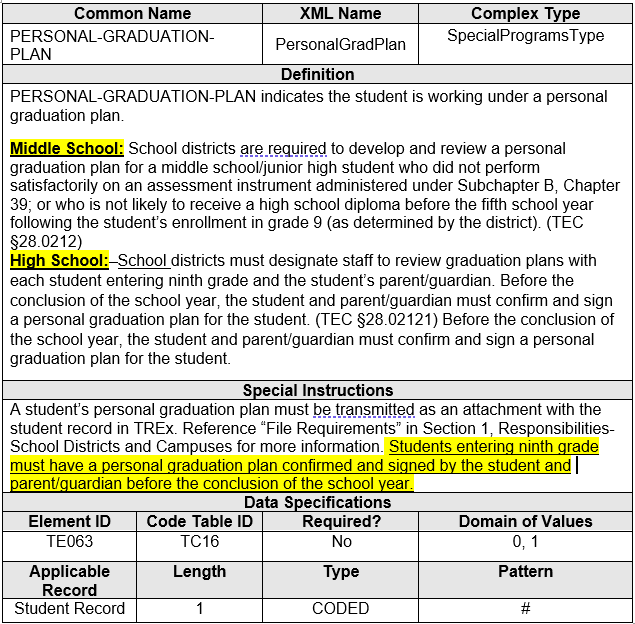 Common Name XML Name Complex Type
PERSONAL-GRADUATION-
PLAN PersonalGradPlan SpecialProgramsType
Definition
PERSONAL-GRADUATION-PLAN indicates the student is working under a personal
graduation plan.
Middle School: School districts are required to develop and review a personal
graduation plan for a middle school/junior high student who did not perform
satisfactorily on an assessment instrument administered under Subchapter B, Chapter
39; or who is not likely to receive a high school diploma before the fifth school year
following the student's enrollment in grade 9 (as determined by the district). (TEC
§28.0212)
High School:–School districts must designate staff to review graduation plans with
each student entering ninth grade and the student's parent/guardian. Before the
conclusion of the school year, the student and parent/guardian must confirm and sign
a personal graduation plan for the student. (TEC §28.02121) Before the conclusion of
the school year, the student and parent/guardian must confirm and sign a personal
graduation plan for the student.
Special Instructions
A student's personal graduation plan must be transmitted as an attachment with the
student record in TREx. Reference “File Requirements” in Section 1, Responsibilities-
School Districts and Campuses for more information. Students entering ninth grade
must have a personal graduation plan confirmed and signed by the student and
parent/guardian before the conclusion of the school year.
Data Specifications
Element ID Code Table ID Required? Domain of Values
TE063 TC16 No 0, 1
Applicable
Record Length Type Pattern
Student Record 1 CODED #